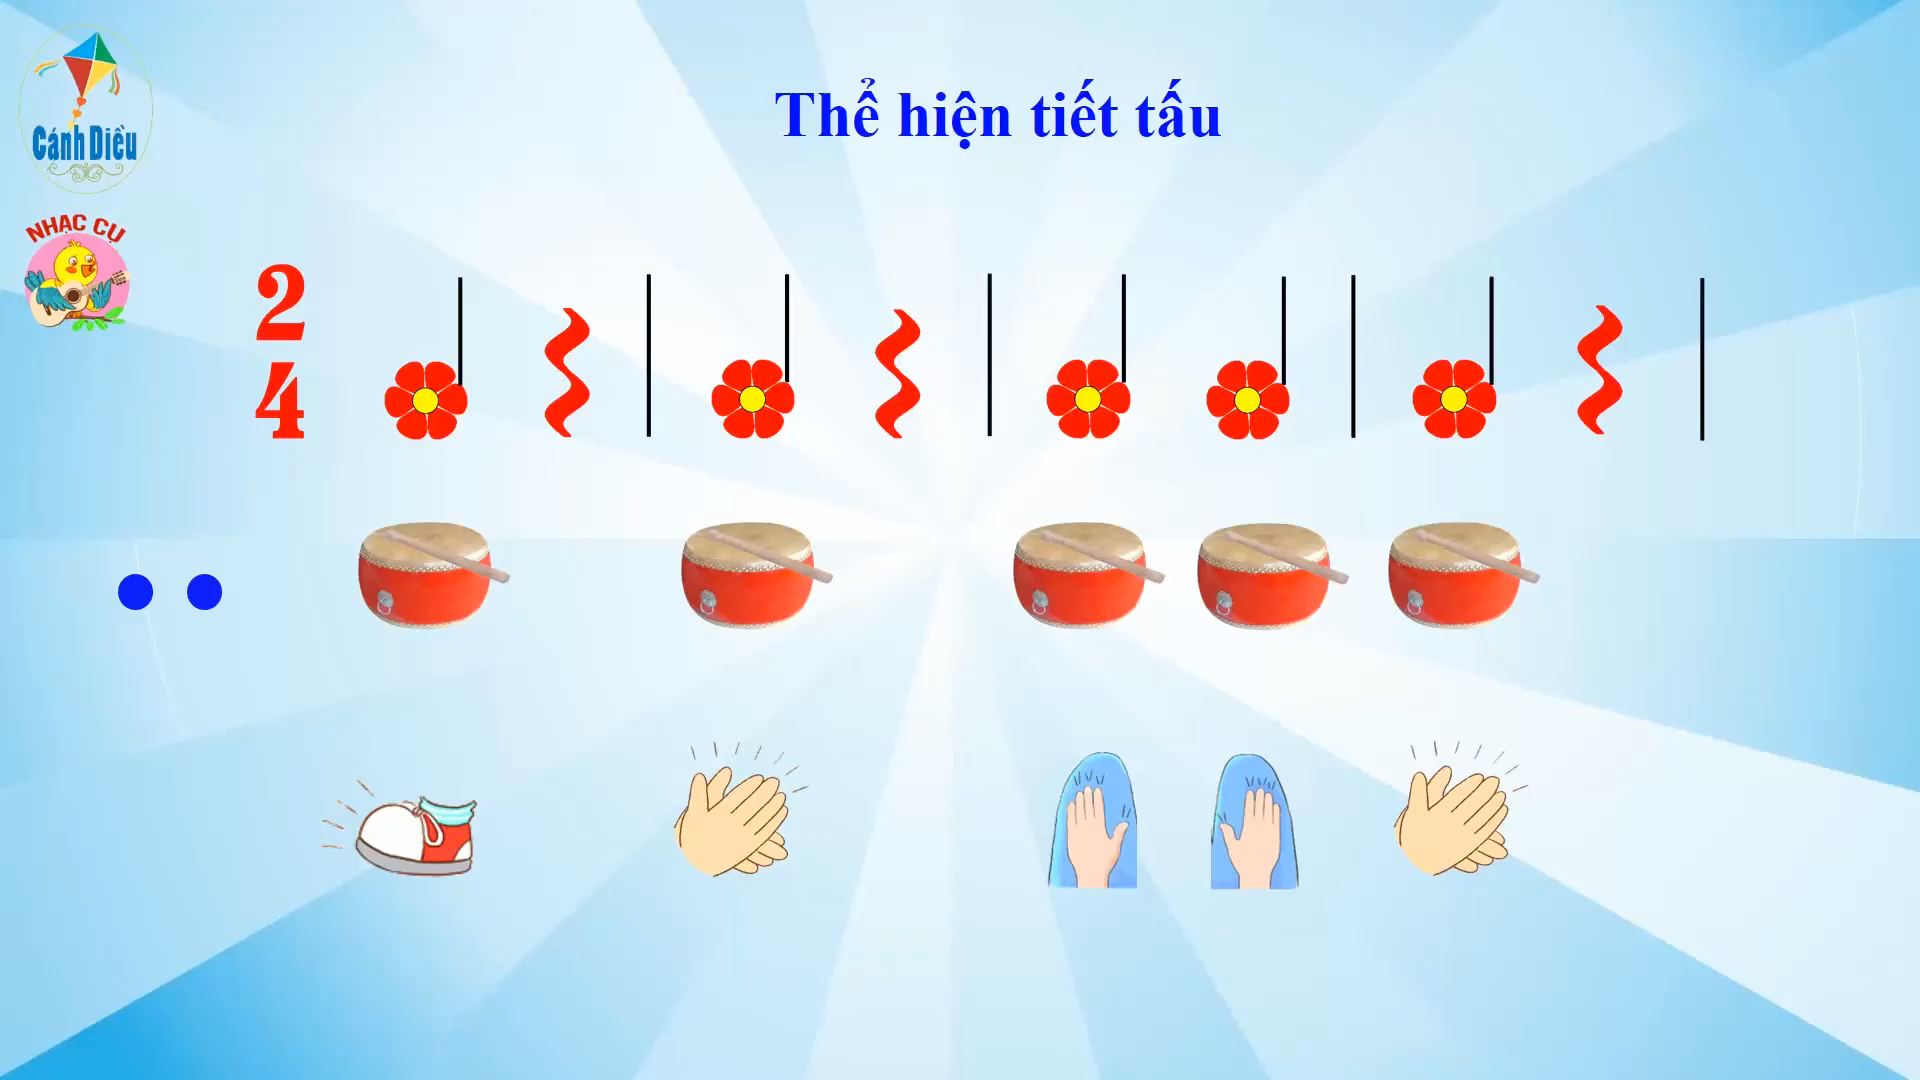 Cánh Diều
Thể hiện tiết tấu
NHẠC CỤ
2
4